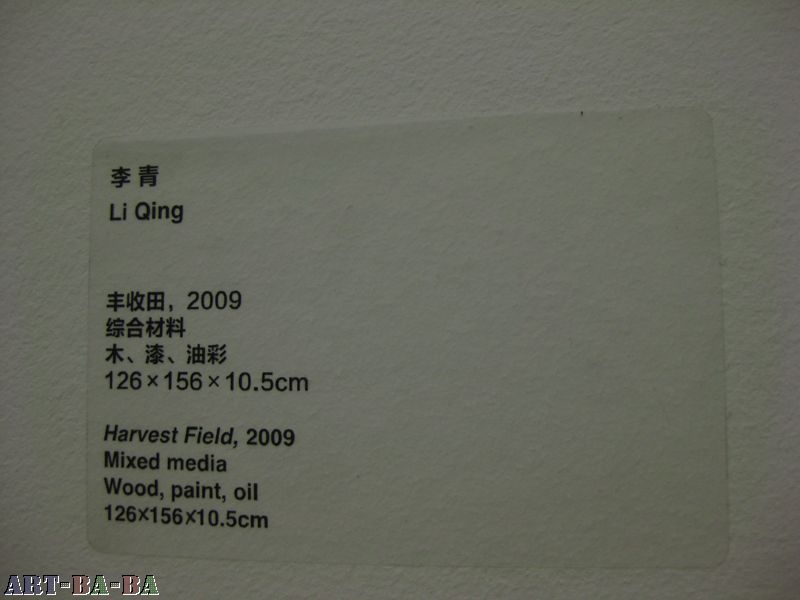 李 青
Li Qing
丰收田，2009
综合材料
木、漆、油彩
126×156×10.5cm
Harvest Field, 2009
Mixed media
Wood, paint, oil
126×156×10.5cm
ART-BA-BA